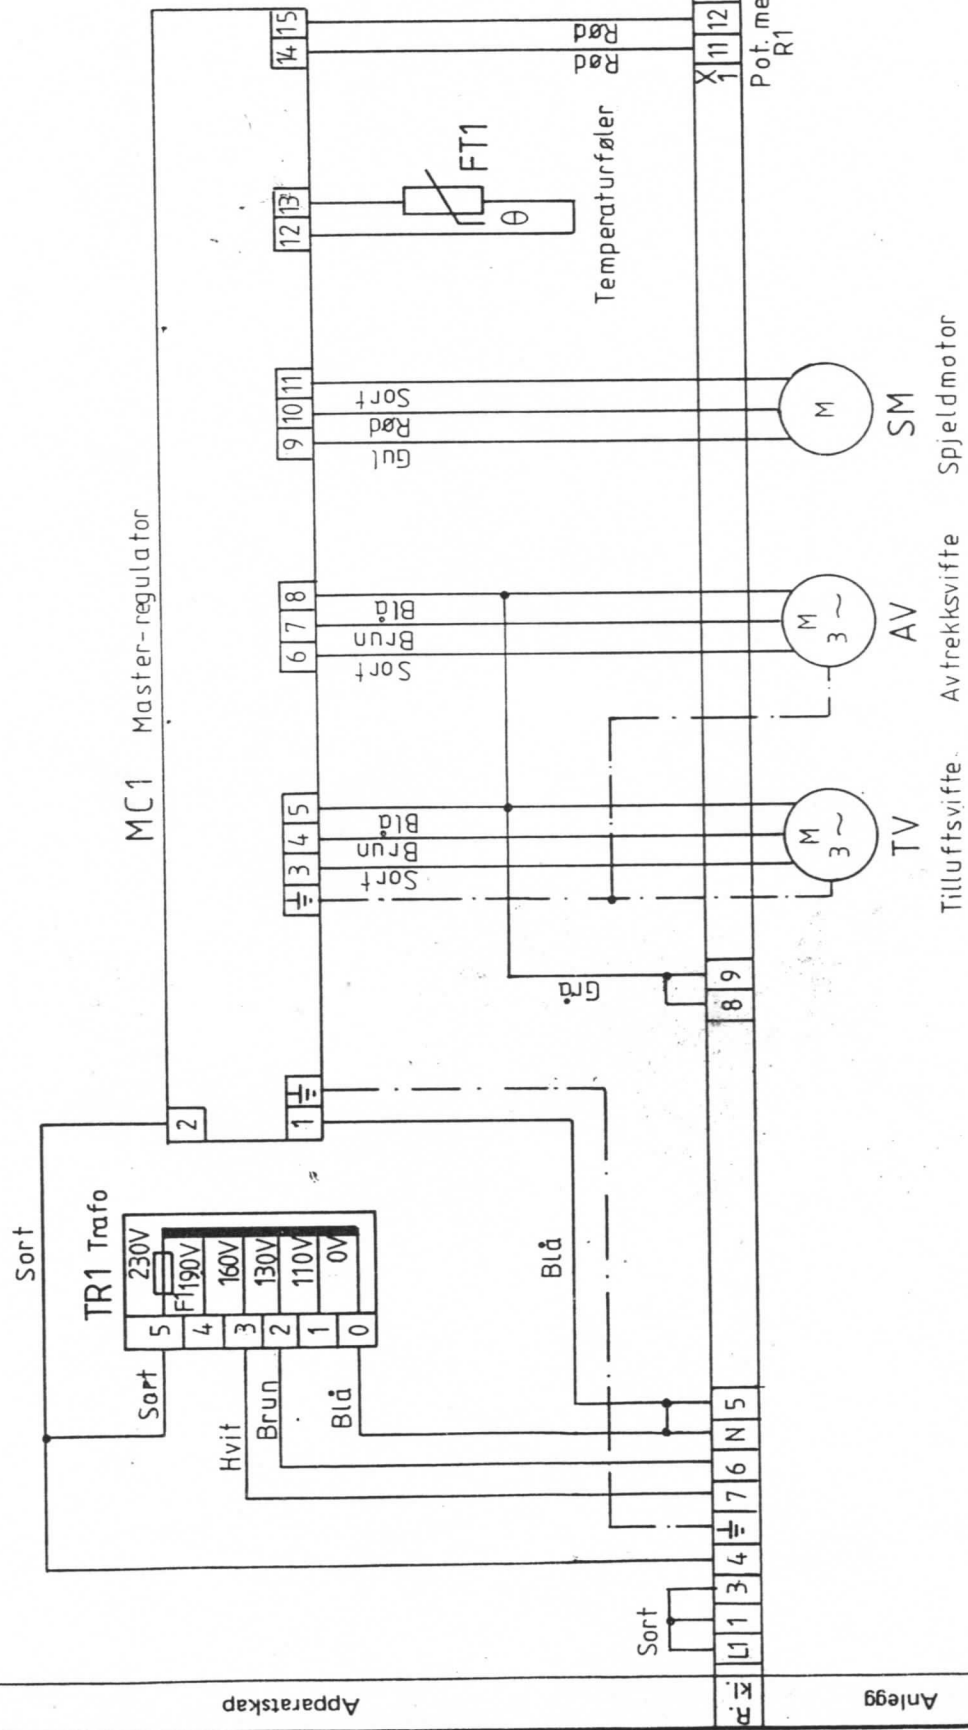 MC1 Master-regulator
Sort
TR1 Trafo
230V
F1 190V
160V
130V
110V
0V
5
4
3
2
1
0
Sort
Hvit
Brun
Blå
2
1
3
4
5
6
7
8
9
10
11
12
13
14
15
Blå
Sort
Brun
Blå
Sort
Brun
Blå
Gul
Rød
Sort
Rød
Rød
FT1
θ
Temperaturføler
Grå
Sort
R. kl.
L1
1
3
4
7
6
N
5
8
9
X
1
11
12
Pot. me
R1
M
3~
TV
Tilluftsvifte
M
3~
AV
Avtrekksvifte
M
SM
Spjeldmotor
Apparatskap
Anlegg